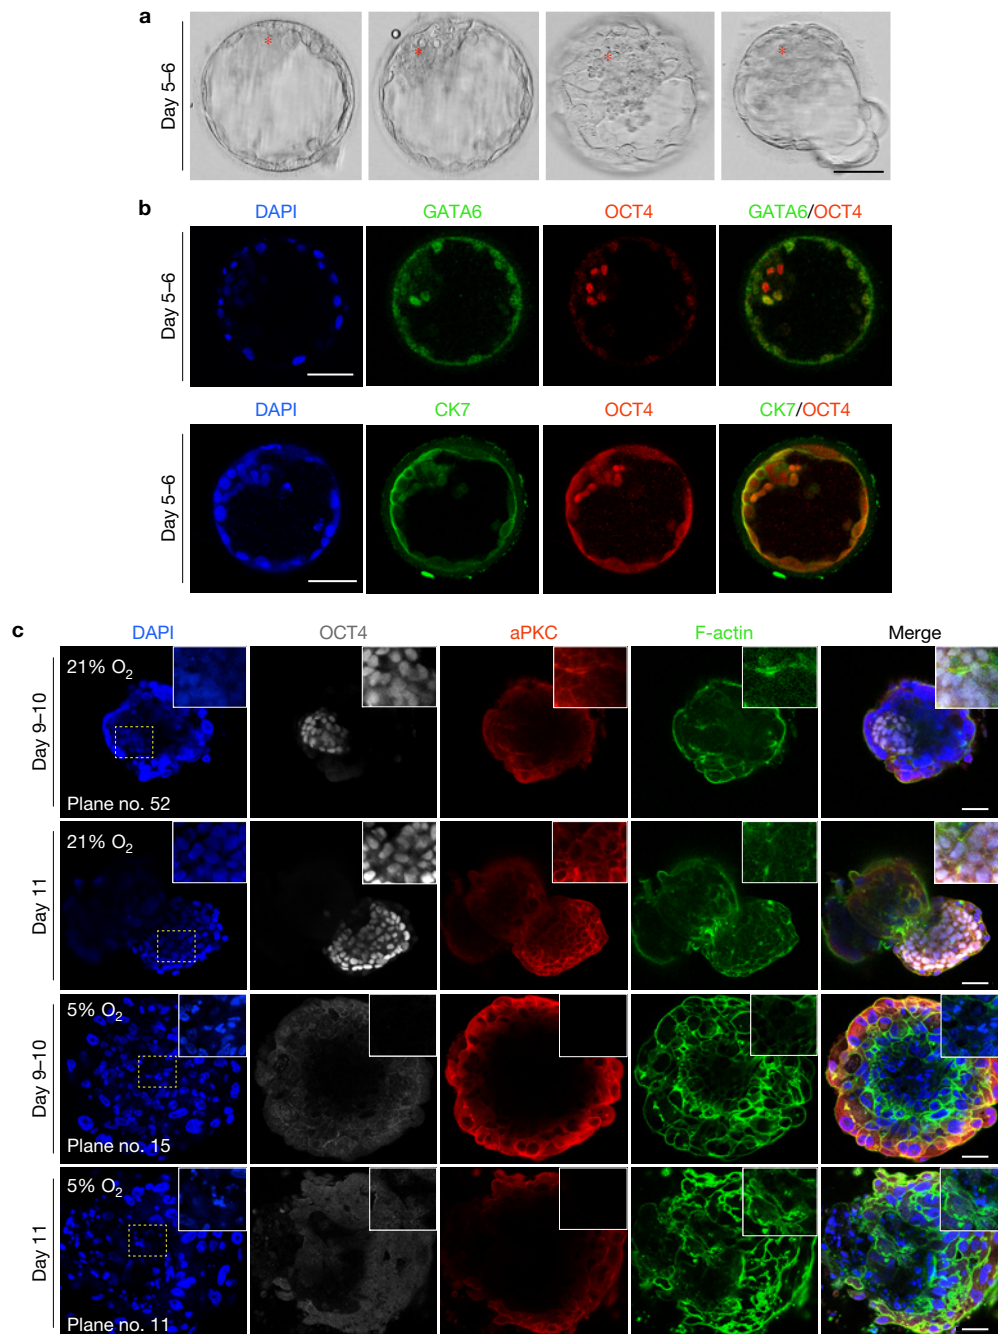 a
Day 5–6
*
*
*
*
b
DAPI
GATA6
OCT4
GATA6/OCT4
Day 5–6
DAPI
CK7
OCT4
CK7/OCT4
Day 5–6
c
DAPI
OCT4
aPKC
F-actin
Merge
Day 9–10
21% O₂
Plane no. 52
Day 11
21% O₂
Day 9–10
5% O₂
Plane no. 15
Day 11
5% O₂
Plane no. 11